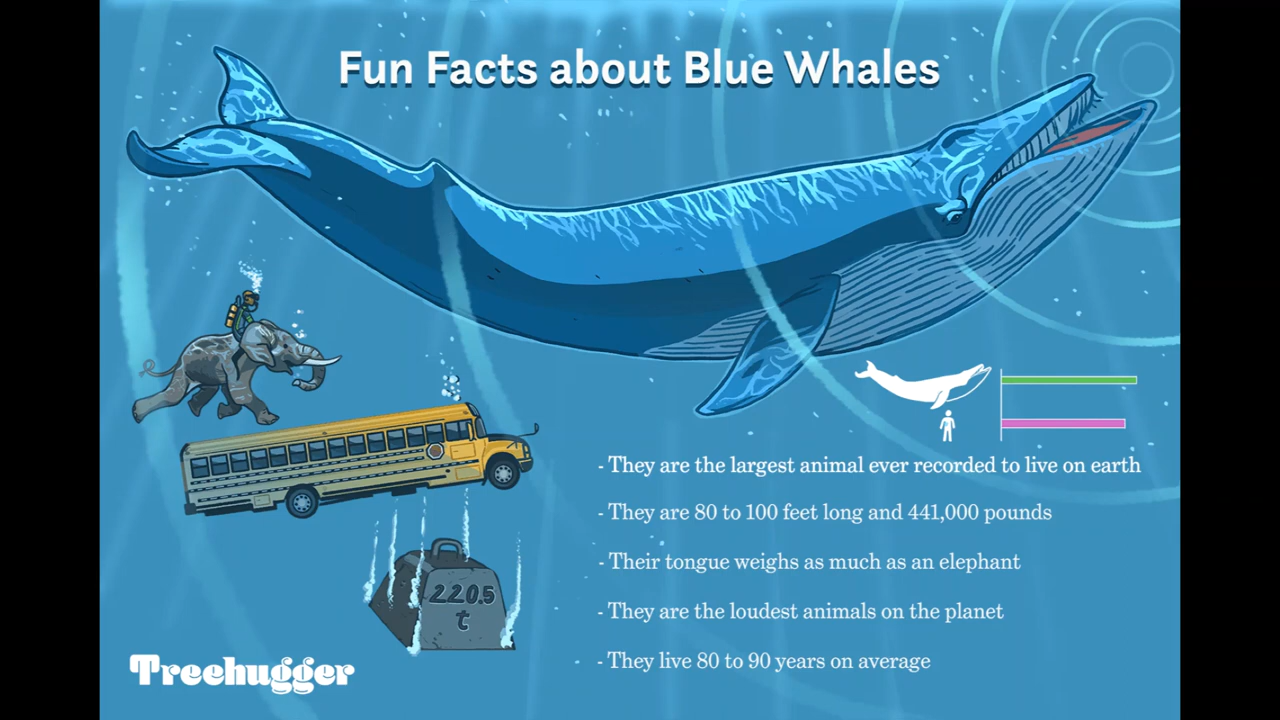 Fun Facts about Blue Whales
- They are the largest animal ever recorded to live on earth
- They are 80 to 100 feet long and 441,000 pounds
- Their tongue weighs as much as an elephant
- They are the loudest animals on the planet
- They live 80 to 90 years on average
220.5
t
Treehugger